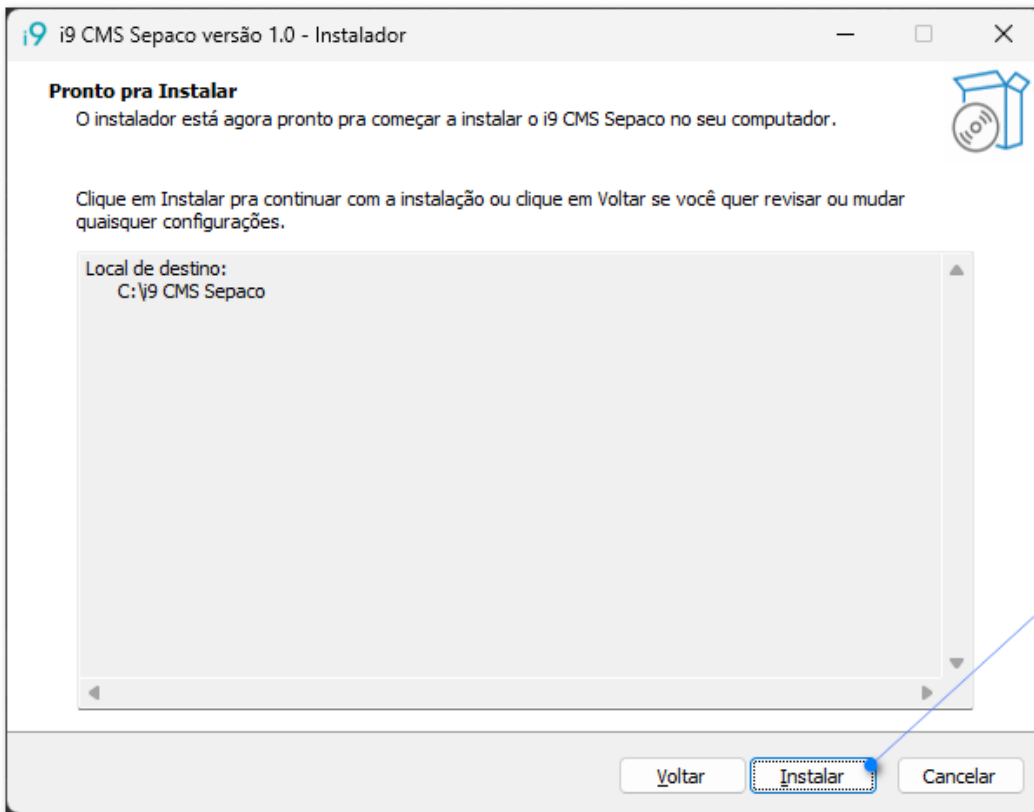 i9 i9 CMS Sepaco versão 1.0 - Instalador
Pronto pra Instalar
O instalador está agora pronto pra começar a instalar o i9 CMS Sepaco no seu computador.
Clique em Instalar pra continuar com a instalação ou clique em Voltar se você quer revisar ou mudar
quaisquer configurações.
Local de destino:
C:\i9 CMS Sepaco
Voltar
Instalar
Cancelar